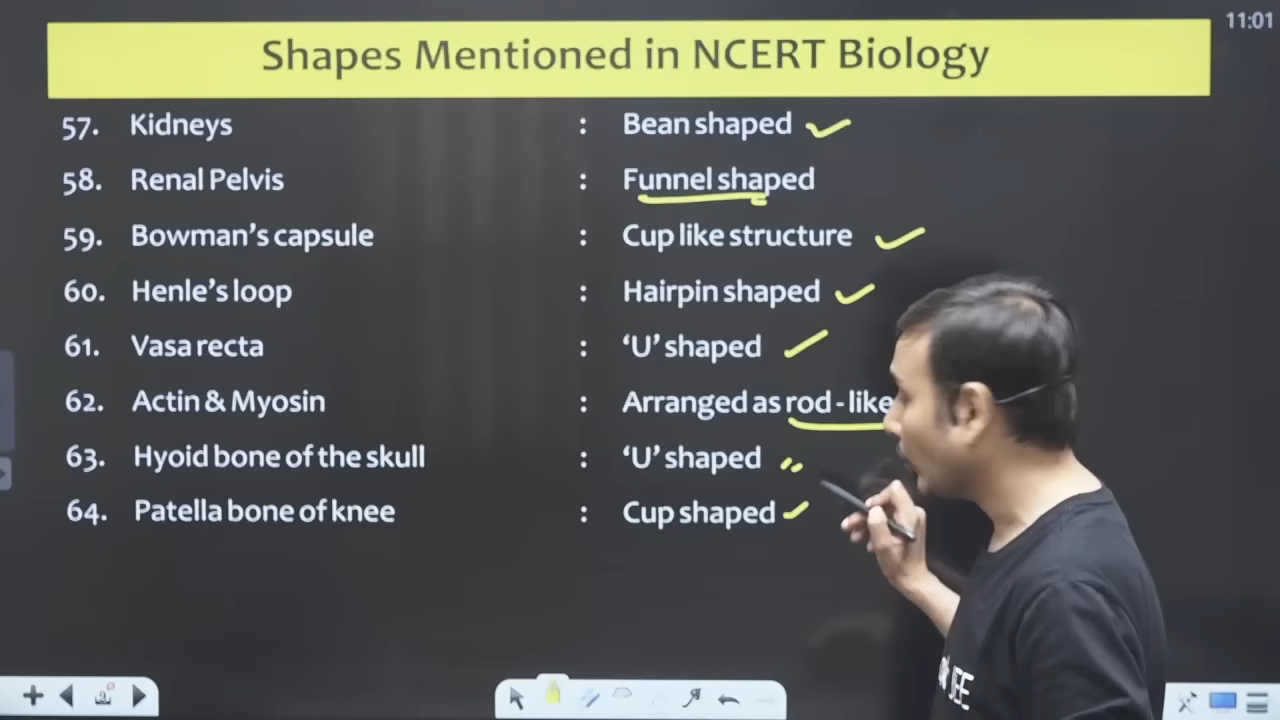 11:01
Shapes Mentioned in NCERT Biology
57. Kidneys : Bean shaped
58. Renal Pelvis : Funnel shaped
59. Bowman's capsule : Cup like structure
60. Henle's loop : Hairpin shaped
61. Vasa recta : 'U' shaped
62. Actin & Myosin : Arranged as rod - like
63. Hyoid bone of the skull : 'U' shaped
64. Patella bone of knee : Cup shaped
JEE